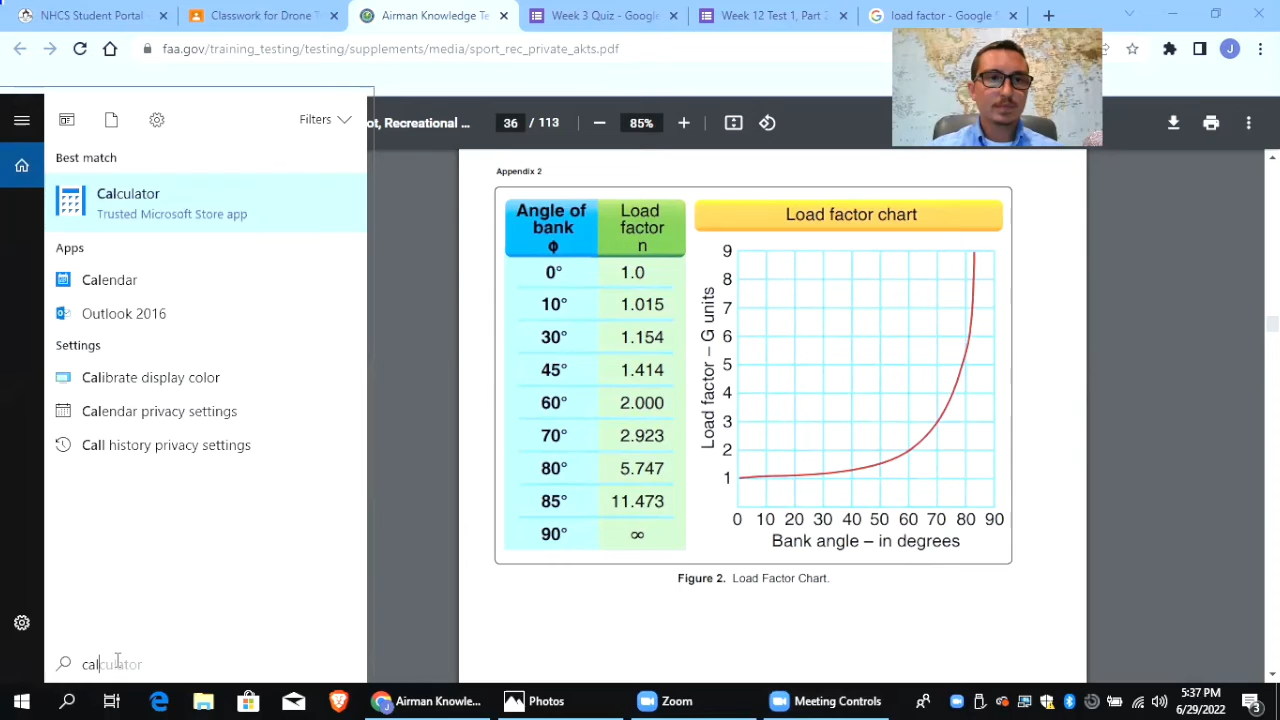 NHCS Student Portal
Classwork for Drone T
Airman Knowledge Te
Week 3 Quiz - Google
Week 12 Test 1, Part
load factor - Google
faa.gov/training_testing/testing/supplements/media/sport_rec_private_akts.pdf
J
Filters
ot, Recreational ...
36 / 113
85%
Best match
Calculator
Trusted Microsoft Store app
Apps
Calendar
Outlook 2016
Settings
Calibrate display color
Calendar privacy settings
Call history privacy settings
calculator
Appendix 2
Angle of bank ϕ
Load factor n
0° 1.0
10° 1.015
30° 1.154
45° 1.414
60° 2.000
70° 2.923
80° 5.747
85° 11.473
90° ∞
Load factor chart
Load factor – G units
9
8
7
6
5
4
3
2
1
0 10 20 30 40 50 60 70 80 90
Bank angle – in degrees
Figure 2. Load Factor Chart.
Airman Knowle...
Photos
Zoom
Meeting Controls
5:37 PM
6/29/2022
3